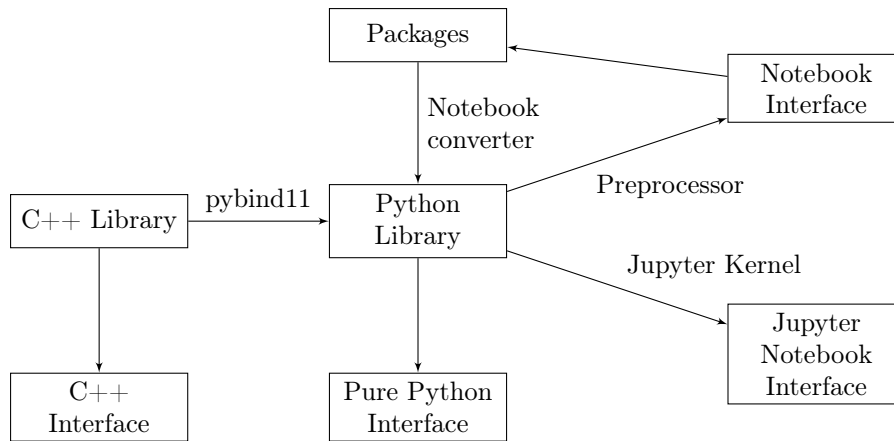 Packages
Notebook
Interface
Notebook
converter
Preprocessor
pybind11
C++ Library
Python
Library
Jupyter Kernel
Jupyter
Notebook
Interface
C++
Interface
Pure Python
Interface